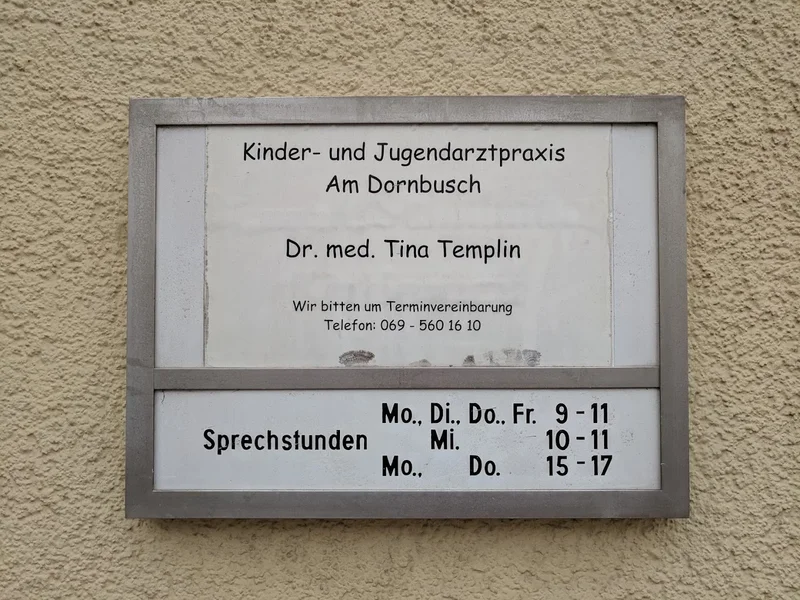 Kinder- und Jugendarztpraxis
Am Dornbusch
Dr. med. Tina Templin
Wir bitten um Terminvereinbarung
Telefon: 069 - 560 16 10
Mo., Di., Do., Fr. 9 - 11
Sprechstunden Mi. 10 - 11
Mo., Do. 15 - 17